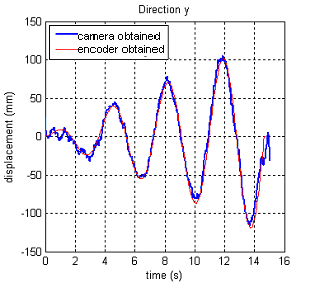 Direction y
150
camera obtained
encoder obtained
100
50
0
-50
-100
-150
displacement (mm)
0 2 4 6 8 10 12 14 16
time (s)